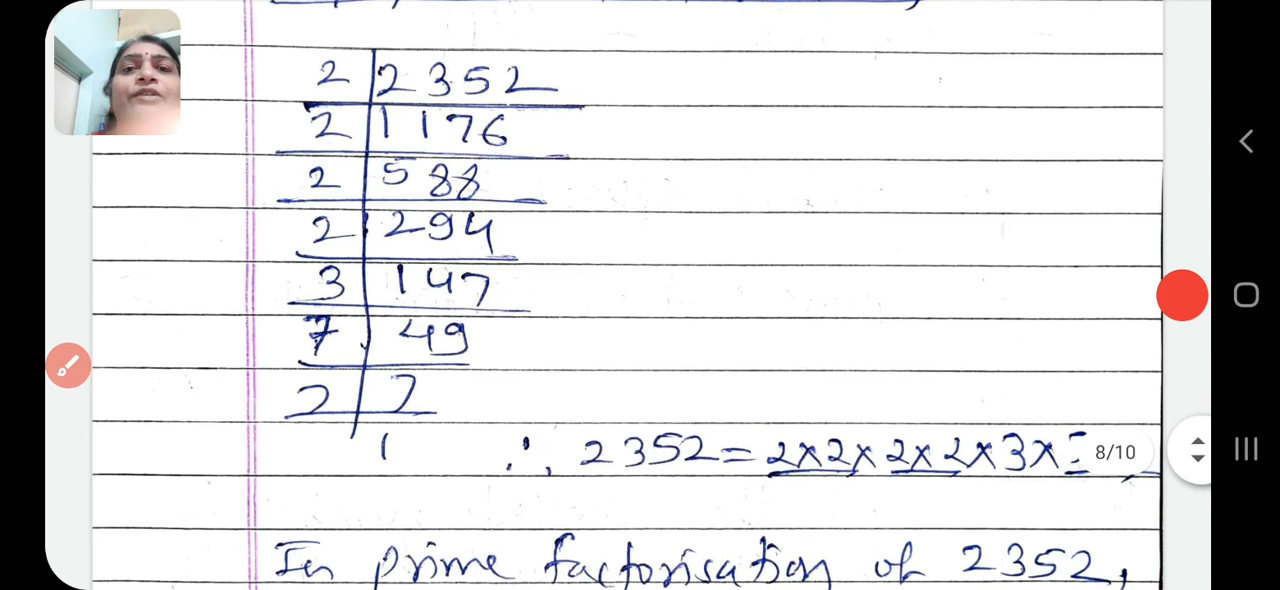 2 | 2352
2 | 1176
2 | 588
2 | 294
3 | 147
7 | 49
7 | 7
1
∴ 2352 = 2×2×2×2×3×
8/10
In prime factorisation of 2352,